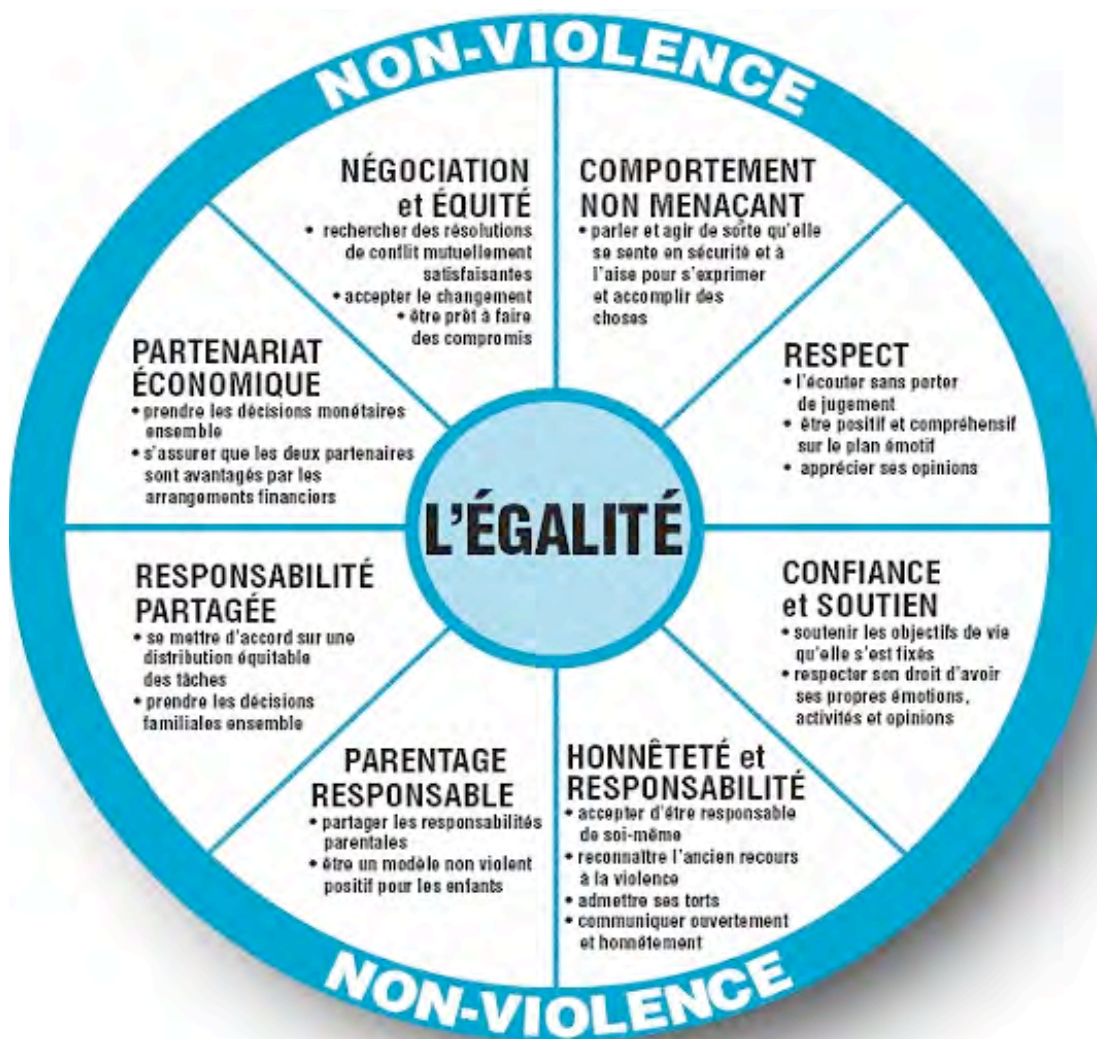 NON-VIOLENCE
NÉGOCIATION
et ÉQUITÉ
• rechercher des résolutions
de conflit mutuellement
satisfaisantes
• accepter le changement
• être prêt à faire
des compromis
COMPORTEMENT
NON MENAÇANT
• parler et agir de sorte qu'elle
se sente en sécurité et à
l'aise pour s'exprimer
et accomplir des
choses
RESPECT
• l'écouter sans porter
de jugement
• être positif et compréhensif
sur le plan émotif
• apprécier ses opinions
CONFIANCE
et SOUTIEN
• soutenir les objectifs de vie
qu'elle s'est fixés
• respecter son droit d'avoir
ses propres émotions,
activités et opinions
HONNÊTETÉ et
RESPONSABILITÉ
• accepter d'être responsable
de soi-même
• reconnaître l'ancien recours
à la violence
• admettre ses torts
• communiquer ouvertement
et honnêtement
PARENTAGE
RESPONSABLE
• partager les responsabilités
parentales
• être un modèle non violent
positif pour les enfants
RESPONSABILITÉ
PARTAGÉE
• se mettre d'accord sur une
distribution équitable
des tâches
• prendre les décisions
familiales ensemble
PARTENARIAT
ÉCONOMIQUE
• prendre les décisions monétaires
ensemble
• s'assurer que les deux partenaires
sont avantagés par les
arrangements financiers
L'ÉGALITÉ
NON-VIOLENCE